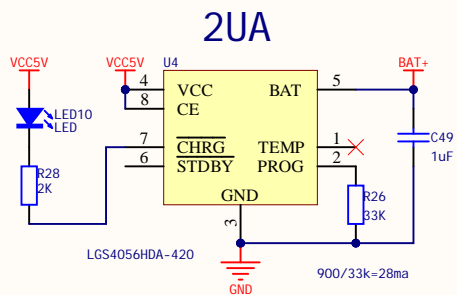 2UA
VCC5V
VCC5V
U4
BAT+
4
VCC
BAT
5
8
CE
LED10
LED
7
CHRG
TEMP
1
6
STDBY
PROG
2
C49
1uF
R28
2K
GND
R26
33K
3
LGS4056HDA-420
900/33k=28ma
GND